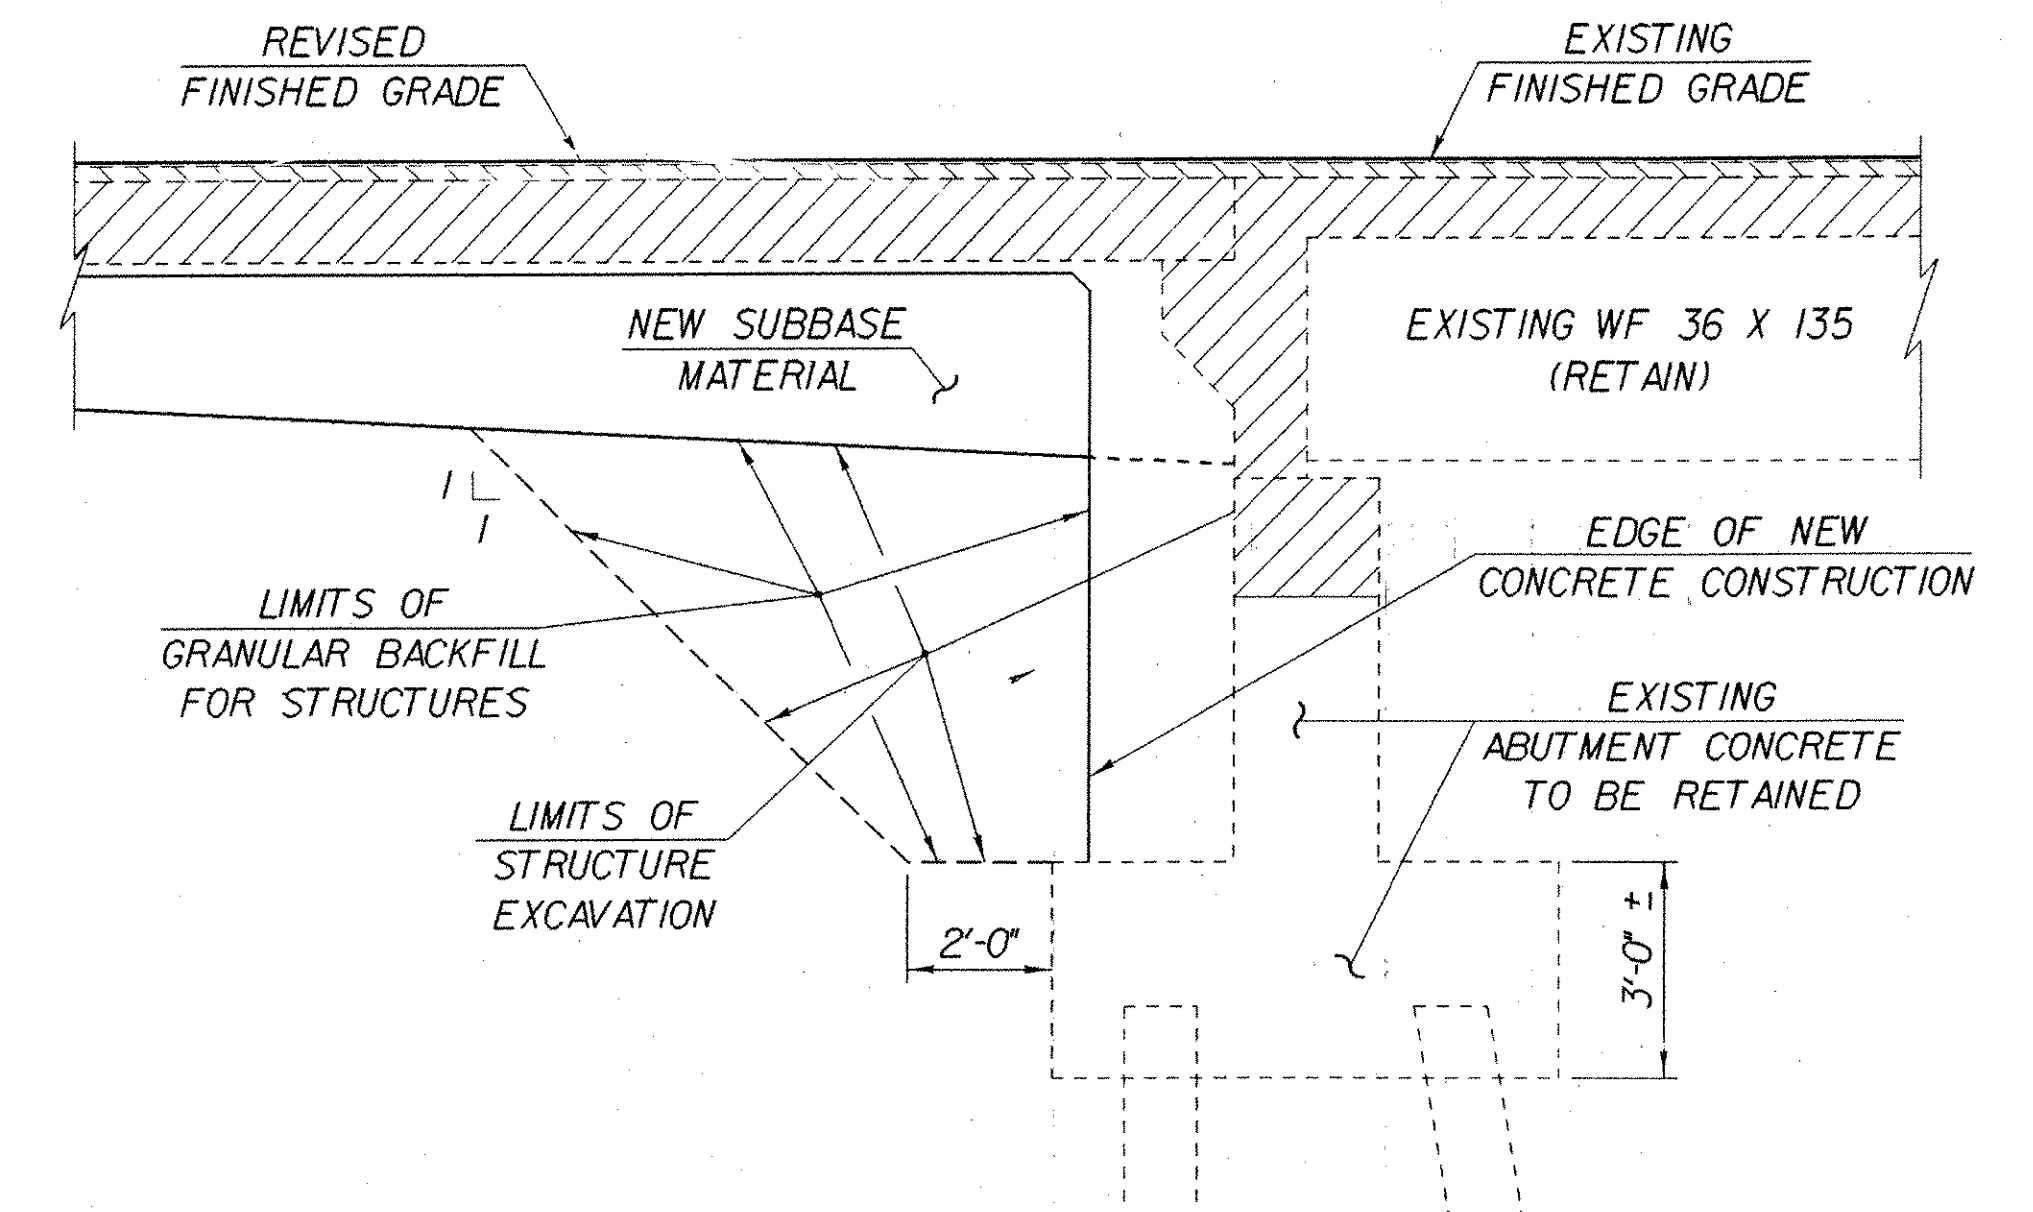 REVISED
FINISHED GRADE
EXISTING
FINISHED GRADE
NEW SUBBASE
MATERIAL
EXISTING WF 36 X 135
(RETAIN)
1
1
LIMITS OF
GRANULAR BACKFILL
FOR STRUCTURES
EDGE OF NEW
CONCRETE CONSTRUCTION
EXISTING
ABUTMENT CONCRETE
TO BE RETAINED
LIMITS OF
STRUCTURE
EXCAVATION
2'-0"
3'-0" ±